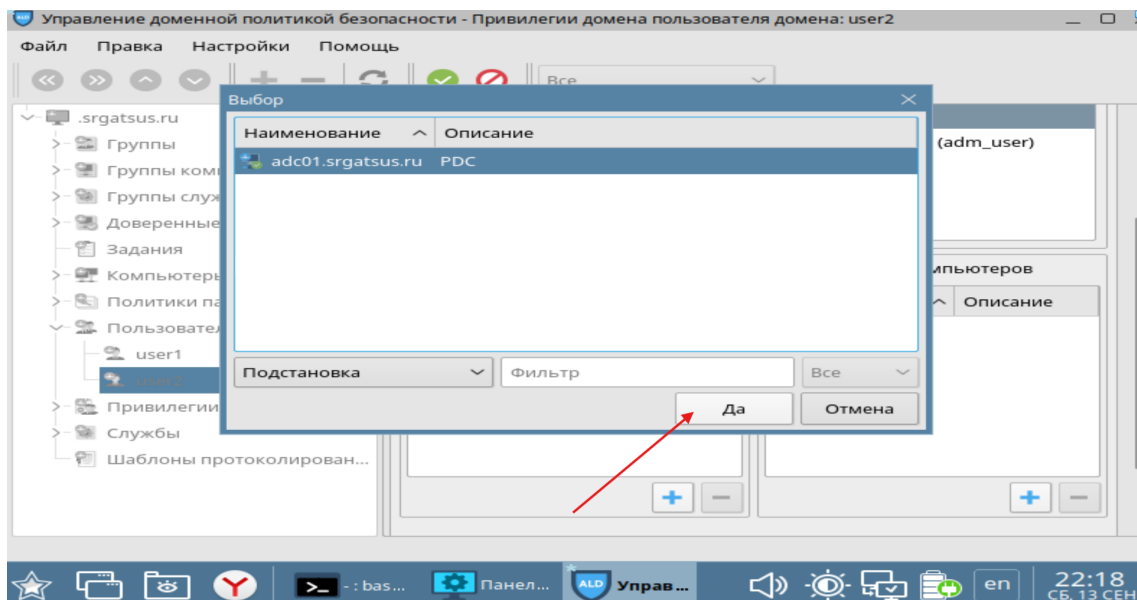 Управление доменной политикой безопасности - Привилегии домена пользователя домена: user2
Файл Правка Настройки Помощь
Все
Выбор
.srgatsus.ru
Наименование Описание
Группы
(adm_user)
adc01.srgatsus.ru PDC
Группы ком
Группы служ
Доверенные
Задания
Компьютеры
мпьютеров
Политики па
Описание
Пользовател
user1
user2
Подстановка Фильтр Все
Привилегии
Да Отмена
Службы
Шаблоны протоколирован...
ALD
- : bas... Панел... Управ... en 22:18
СБ, 13 СЕН